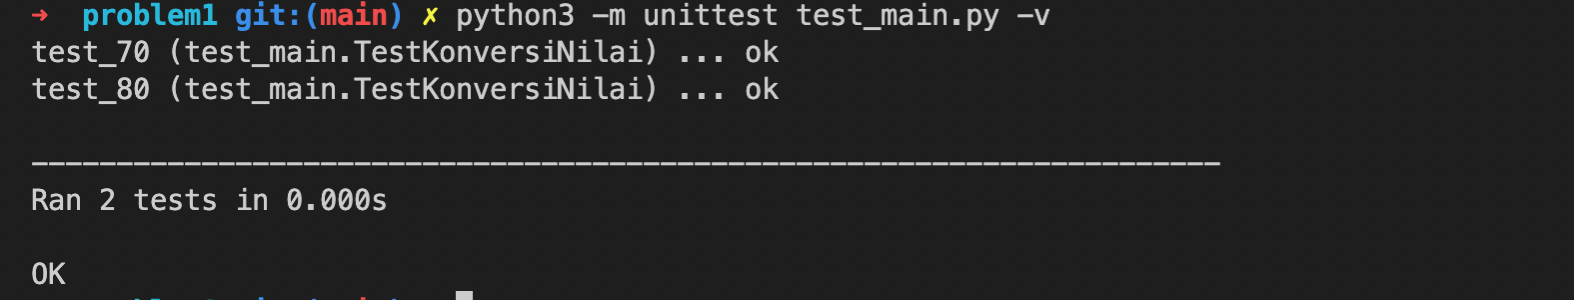 ➜  problem1 git:(main) ✗ python3 -m unittest test_main.py -v
test_70 (test_main.TestKonversiNilai) ... ok
test_80 (test_main.TestKonversiNilai) ... ok
----------------------------------------------------------------------
Ran 2 tests in 0.000s
OK